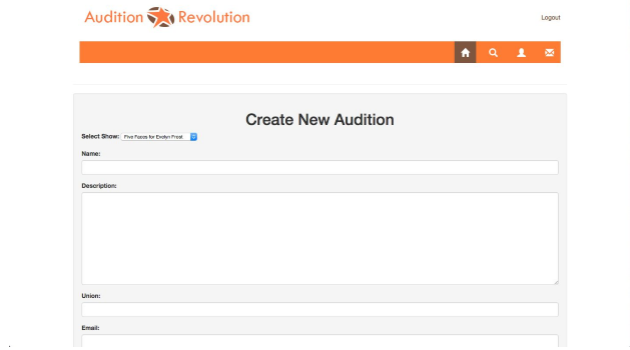 Audition Revolution
Logout
Create New Audition
Select Show: Five Faces for Evelyn Frost
Name:
Description:
Union:
Email: